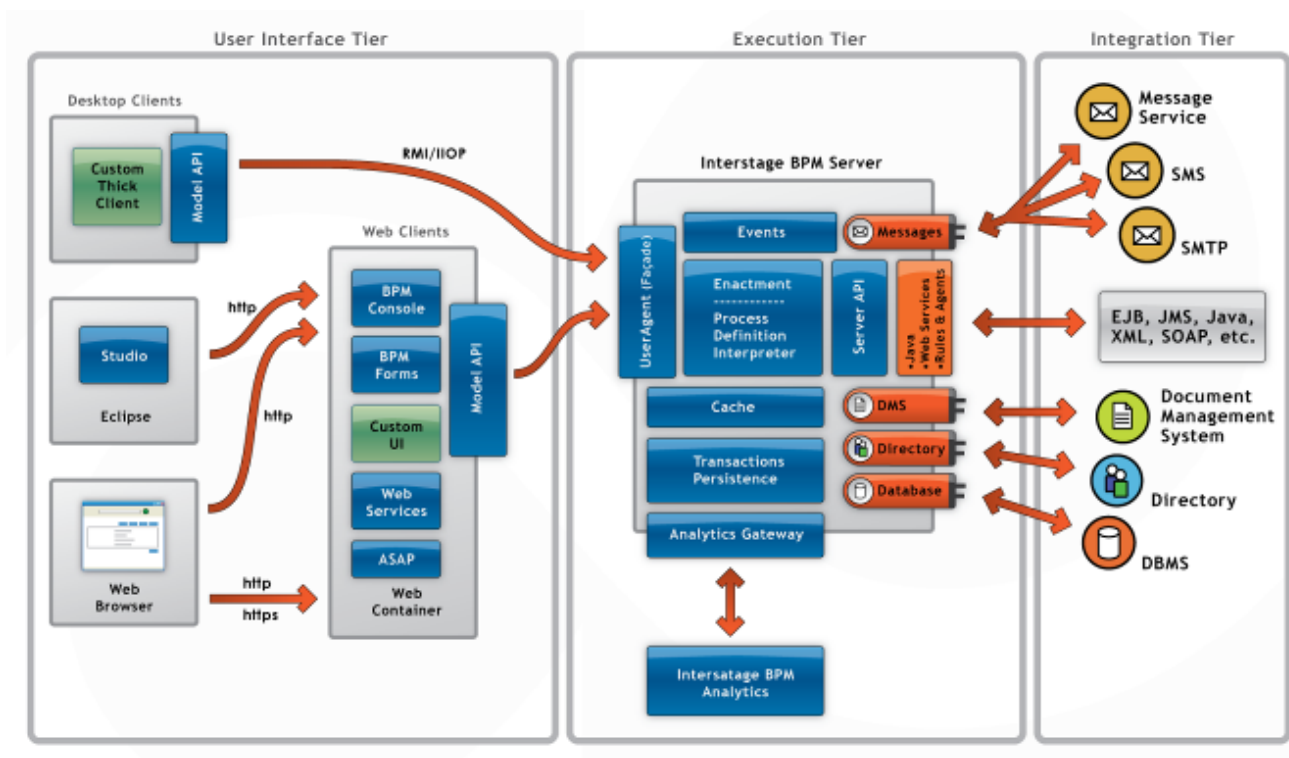 User Interface Tier
Desktop Clients
Custom
Thick
Client
Model API
RMI/IIOP
Studio
Eclipse
http
http
Web
Browser
http
https
Web Clients
BPM
Console
BPM
Forms
Custom
UI
Web
Services
ASAP
Web
Container
Model API
Execution Tier
Interstage BPM Server
UserAgent (Façade)
Events
Messages
Enactment
------------
Process
Definition
Interpreter
Server API
•Java
•Web Services
•Rules & Agents
Cache
DMS
Transactions
Persistence
Directory
Database
Analytics Gateway
Intersatage BPM
Analytics
Integration Tier
Message
Service
SMS
SMTP
EJB, JMS, Java,
XML, SOAP, etc.
Document
Management
System
Directory
DBMS